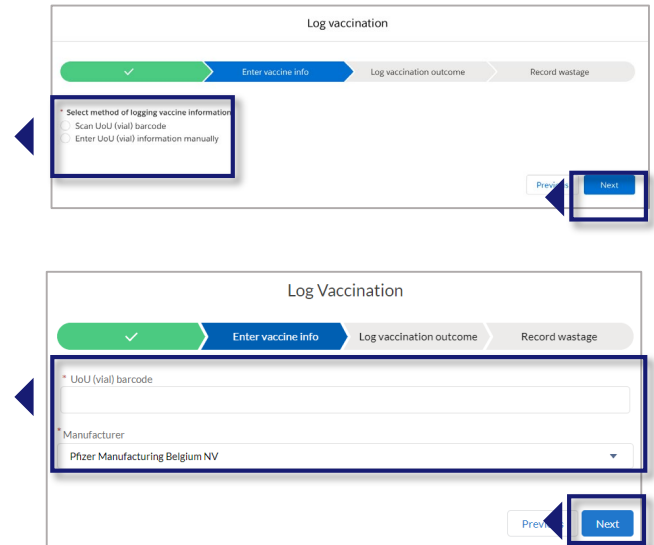 Log vaccination
Enter vaccine info Log vaccination outcome Record wastage
* Select method of logging vaccine information
Scan UoU (vial) barcode
Enter UoU (vial) information manually
Next
Log Vaccination
Enter vaccine info Log vaccination outcome Record wastage
* UoU (vial) barcode
* Manufacturer
Pfizer Manufacturing Belgium NV
Next